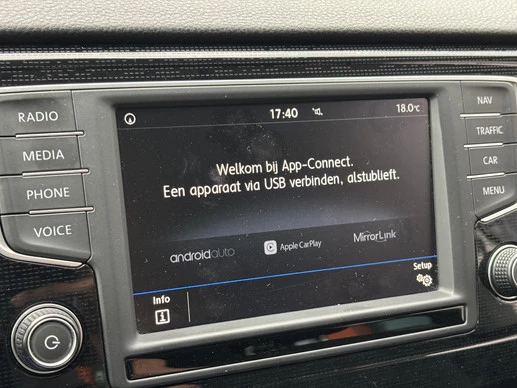 RADIO
MEDIA
PHONE
VOICE
17:40
18.0°C
Welkom bij App-Connect.
Een apparaat via USB verbinden, alstublieft.
androidauto
Apple CarPlay
MirrorLink
Info
Setup
NAV
TRAFFIC
CAR
MENU